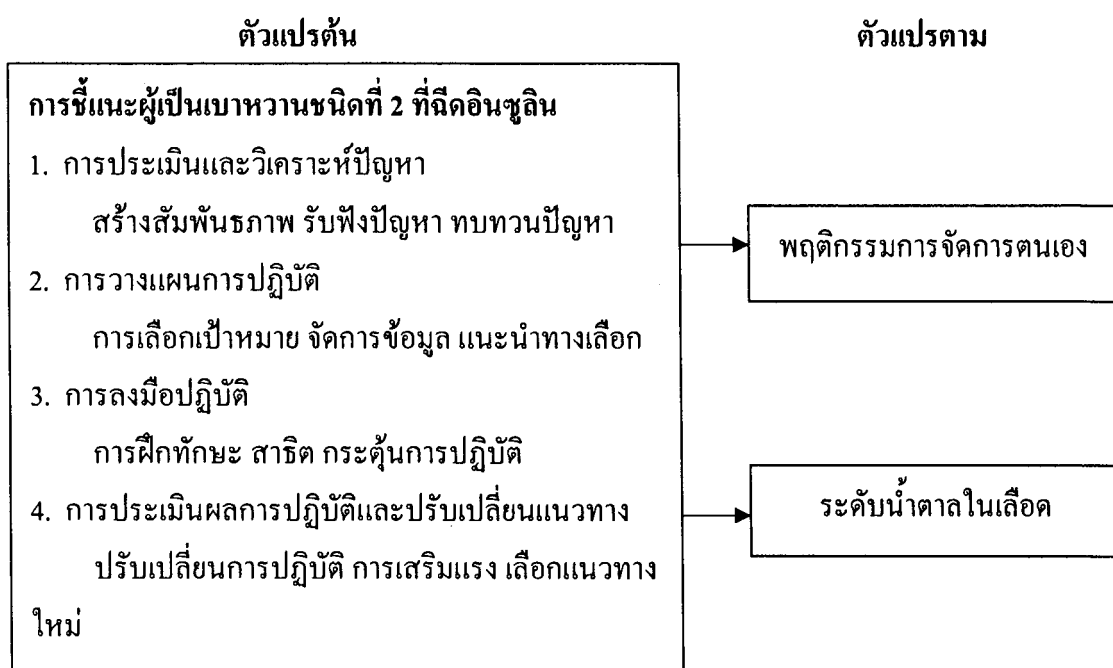 ตัวแปรต้น
ตัวแปรตาม
การชี้แนะผู้เป็นเบาหวานชนิดที่ 2 ที่ฉีดอินซูลิน
1. การประเมินและวิเคราะห์ปัญหา
สร้างสัมพันธภาพ รับฟังปัญหา ทบทวนปัญหา
2. การวางแผนการปฏิบัติ
การเลือกเป้าหมาย จัดการข้อมูล แนะนำทางเลือก
3. การลงมือปฏิบัติ
การฝึกทักษะ สาธิต กระตุ้นการปฏิบัติ
4. การประเมินผลการปฏิบัติและปรับเปลี่ยนแนวทาง
ปรับเปลี่ยนการปฏิบัติ การเสริมแรง เลือกแนวทาง
ใหม่
พฤติกรรมการจัดการตนเอง
ระดับน้ำตาลในเลือด